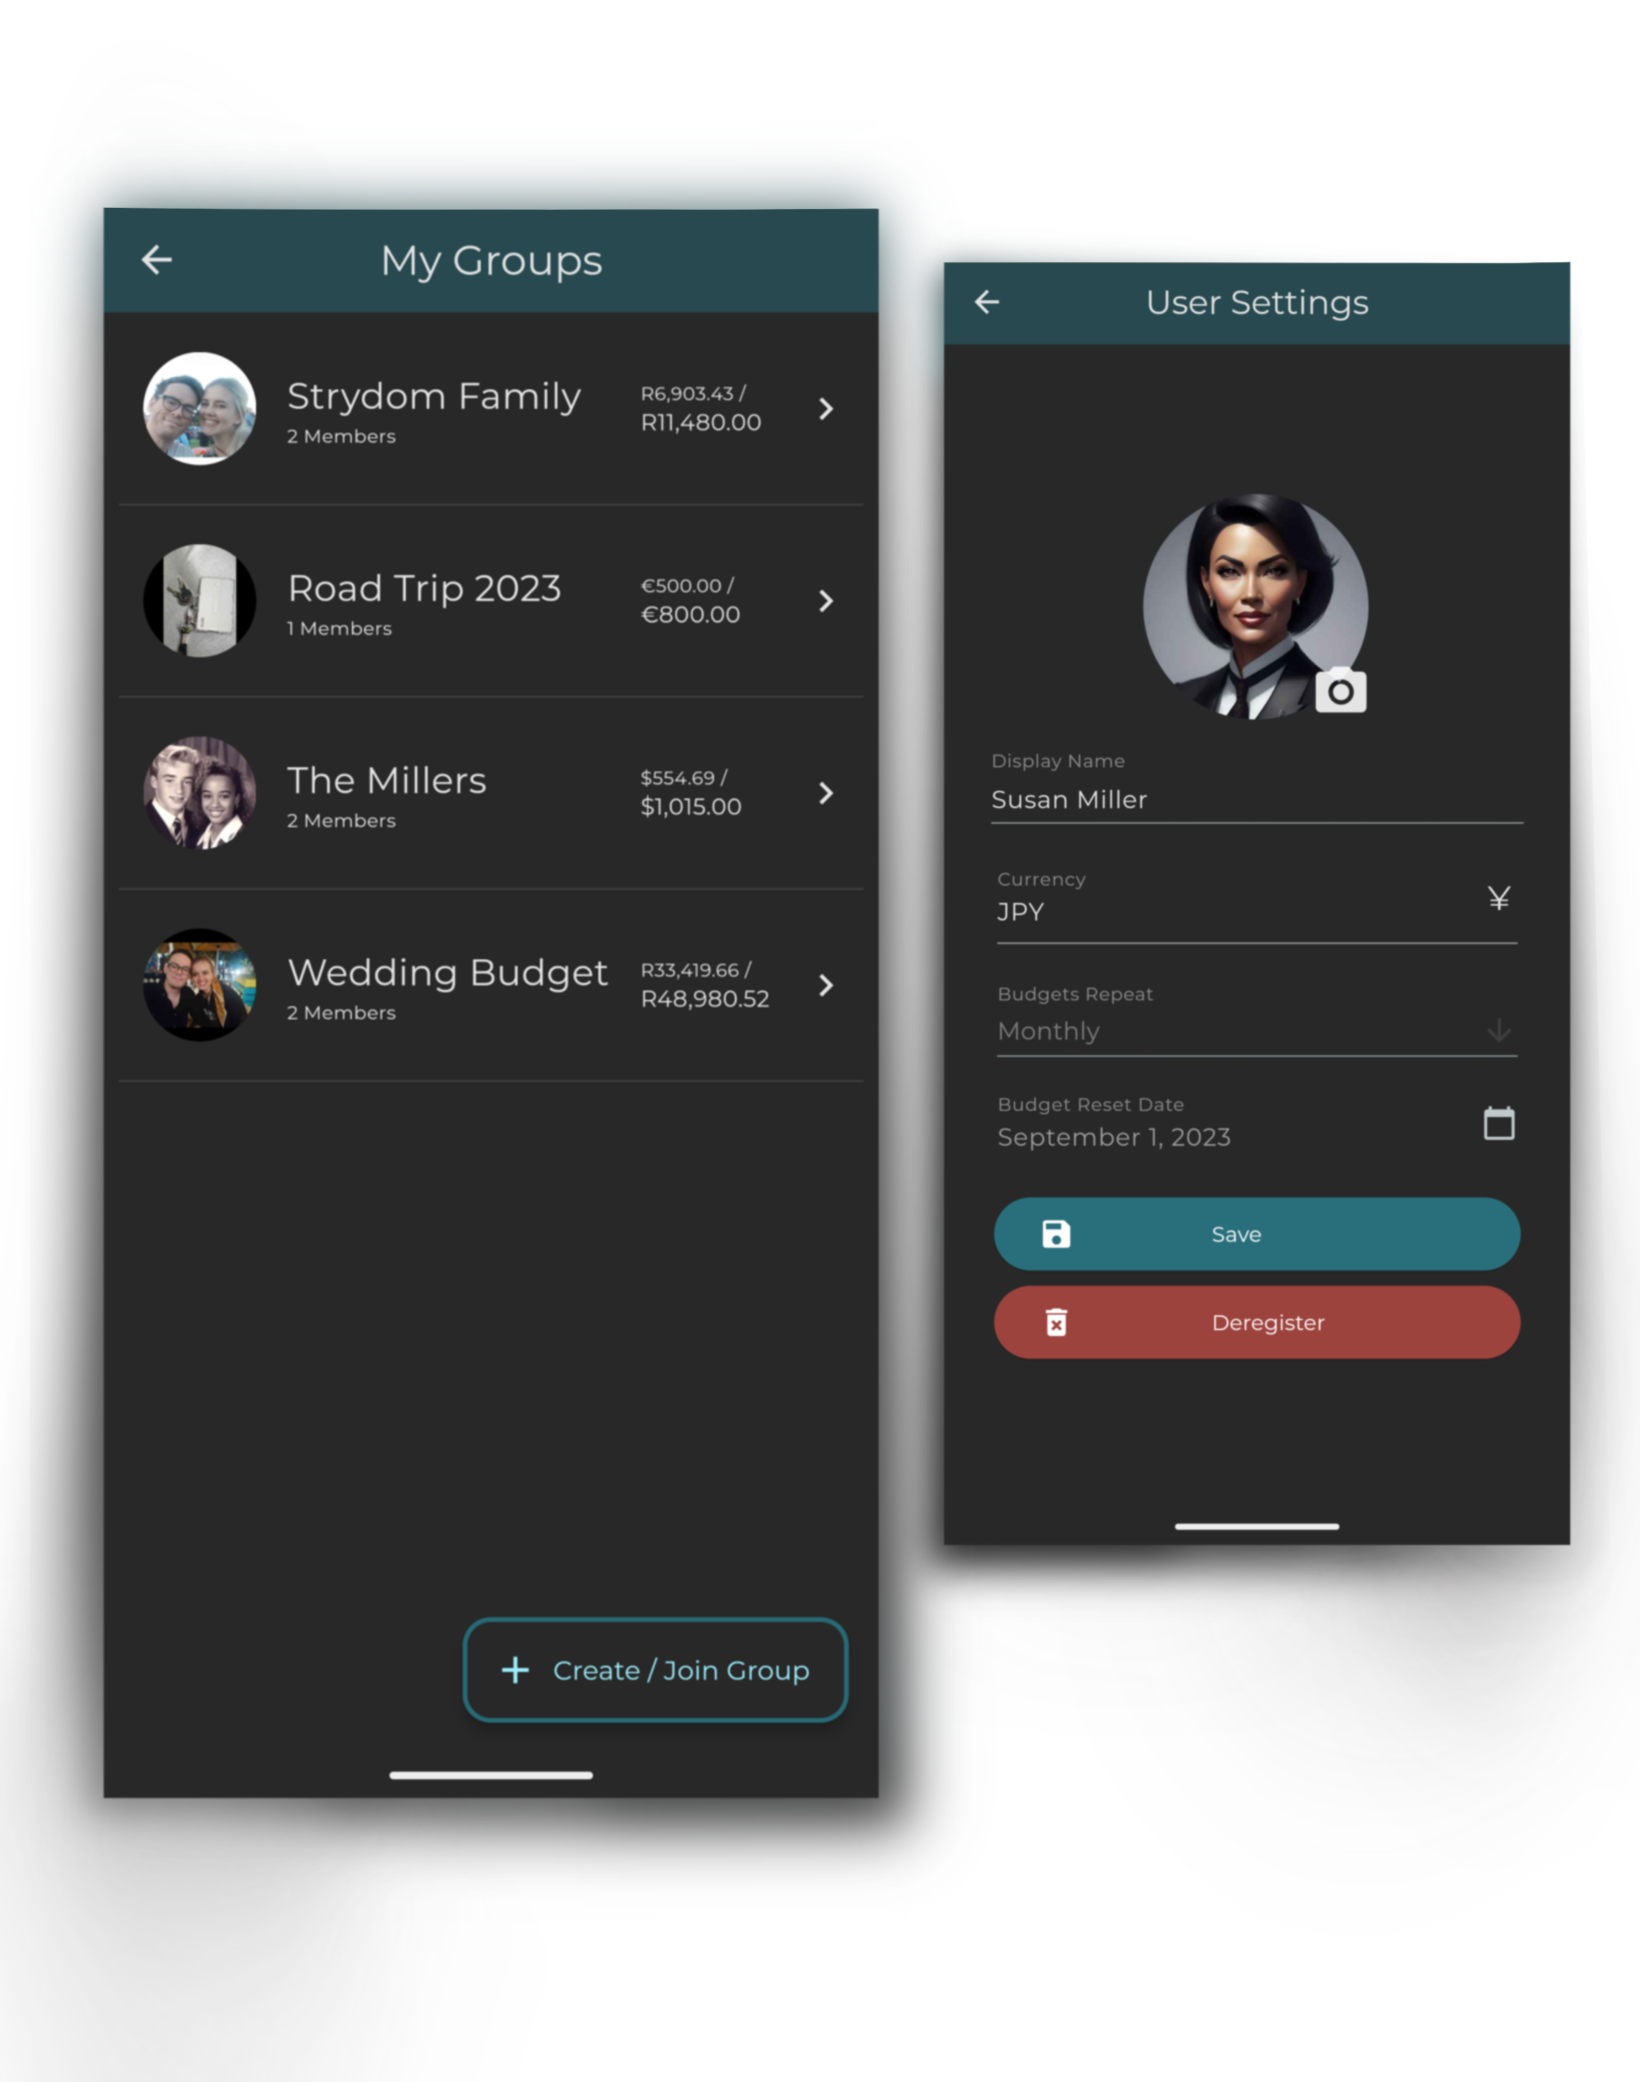 My Groups
Strydom Family
2 Members
R6,903.43 /
R11,480.00
Road Trip 2023
1 Members
€500.00 /
€800.00
The Millers
2 Members
$554.69 /
$1,015.00
Wedding Budget
2 Members
R33,419.66 /
R48,980.52
+ Create / Join Group
User Settings
Display Name
Susan Miller
Currency
JPY
¥
Budgets Repeat
Monthly
Budget Reset Date
September 1, 2023
Save
Deregister